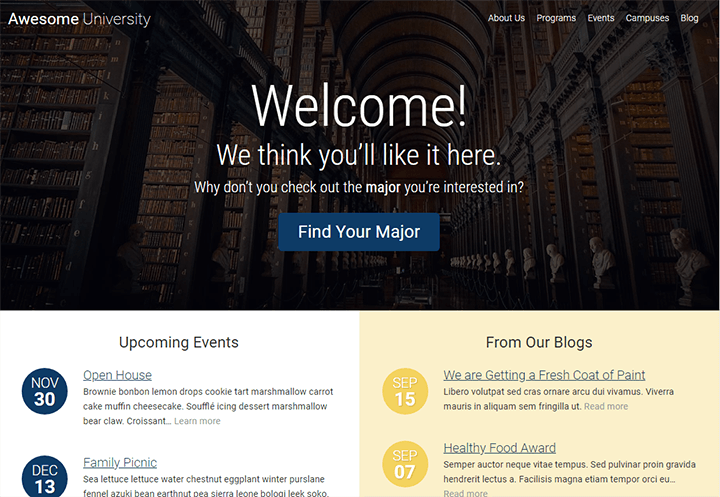 Awesome University
About Us Programs Events Campuses Blog
Welcome!
We think you'll like it here.
Why don't you check out the major you're interested in?
Find Your Major
Upcoming Events
NOV
30
Open House
Brownie bonbon lemon drops cookie tart marshmallow carrot
cake muffin cheesecake. Soufflé icing dessert marshmallow
bear claw. Croissant… Learn more
DEC
13
Family Picnic
Sea lettuce lettuce water chestnut eggplant winter purslane
fennel azuki bean earthnut pea sierra leone bologi leek soko.
From Our Blogs
SEP
15
We are Getting a Fresh Coat of Paint
Libero volutpat sed cras ornare arcu dui vivamus. Viverra
mauris in aliquam sem fringilla ut. Read more
SEP
07
Healthy Food Award
Semper auctor neque vitae tempus. Sed pulvinar proin gravida
hendrerit lectus a. Facilisis magna etiam tempor orci eu…
Read more